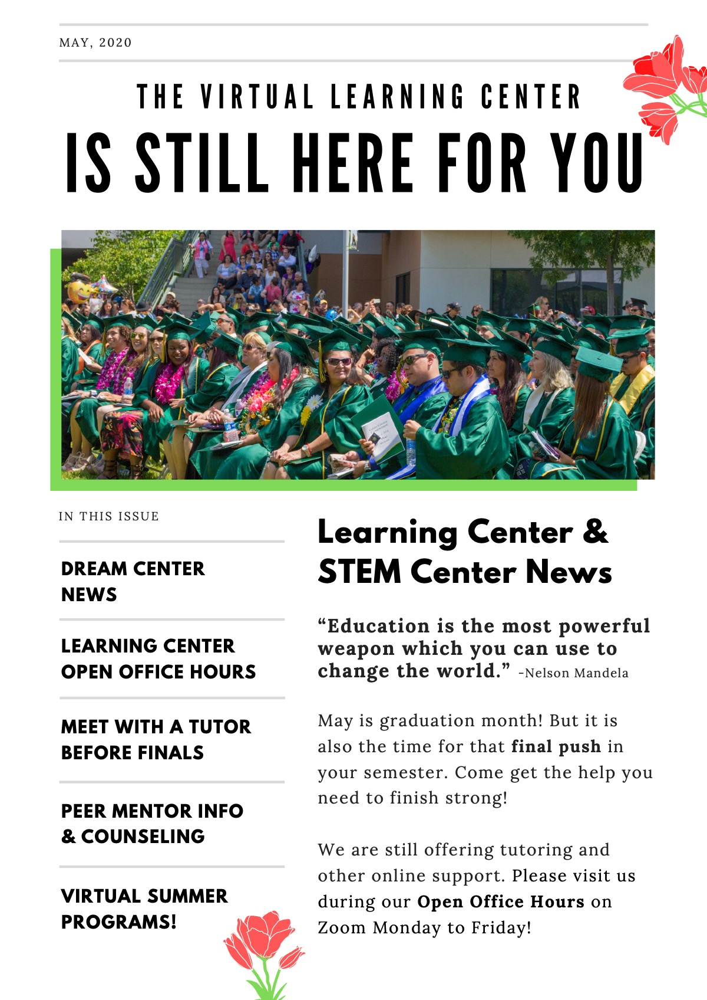 MAY, 2020
THE VIRTUAL LEARNING CENTER
IS STILL HERE FOR YOU
IN THIS ISSUE
DREAM CENTER
NEWS
LEARNING CENTER
OPEN OFFICE HOURS
MEET WITH A TUTOR
BEFORE FINALS
PEER MENTOR INFO
& COUNSELING
VIRTUAL SUMMER
PROGRAMS!
Learning Center &
STEM Center News
“Education is the most powerful
weapon which you can use to
change the world.” -Nelson Mandela
May is graduation month! But it is
also the time for that final push in
your semester. Come get the help you
need to finish strong!
We are still offering tutoring and
other online support. Please visit us
during our Open Office Hours on
Zoom Monday to Friday!